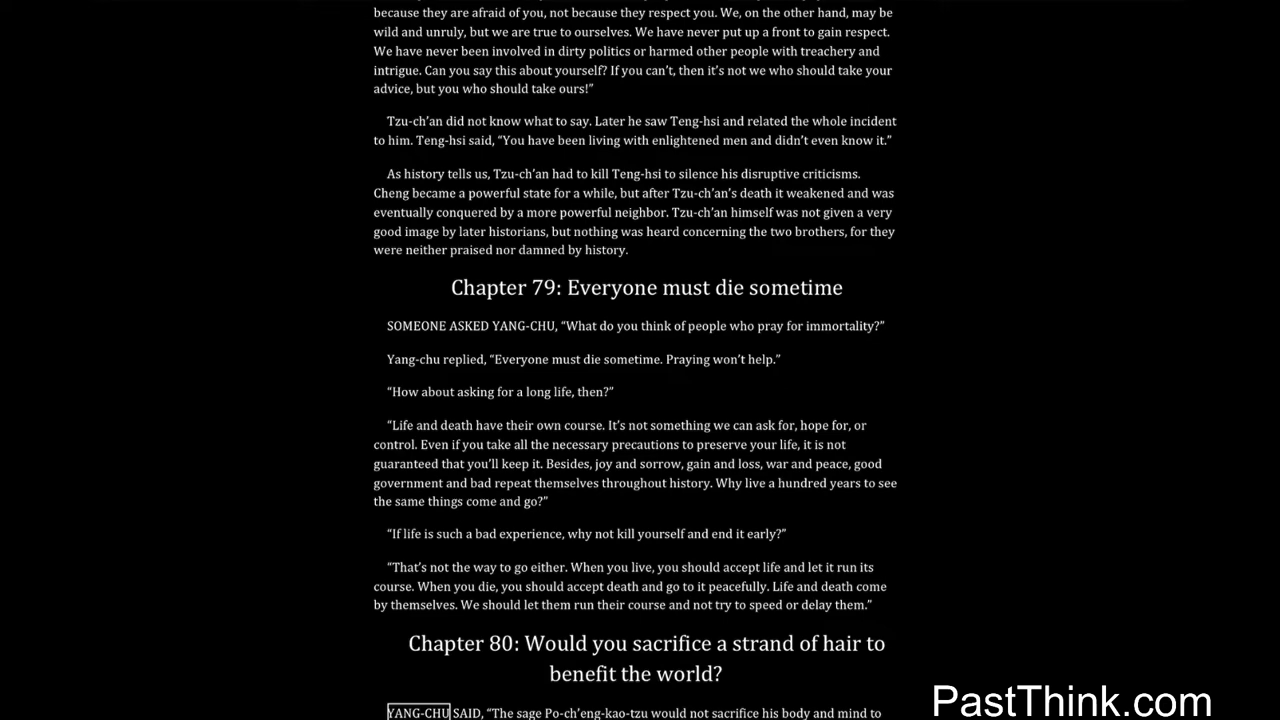 because they are afraid of you, not because they respect you. We, on the other hand, may be
wild and unruly, but we are true to ourselves. We have never put up a front to gain respect.
We have never been involved in dirty politics or harmed other people with treachery and
intrigue. Can you say this about yourself? If you can’t, then it’s not we who should take your
advice, but you who should take ours!”
Tzu-ch’an did not know what to say. Later he saw Teng-hsi and related the whole incident
to him. Teng-hsi said, “You have been living with enlightened men and didn’t even know it.”
As history tells us, Tzu-ch’an had to kill Teng-hsi to silence his disruptive criticisms.
Cheng became a powerful state for a while, but after Tzu-ch’an’s death it weakened and was
eventually conquered by a more powerful neighbor. Tzu-ch’an himself was not given a very
good image by later historians, but nothing was heard concerning the two brothers, for they
were neither praised nor damned by history.
Chapter 79: Everyone must die sometime
SOMEONE ASKED YANG-CHU, “What do you think of people who pray for immortality?”
Yang-chu replied, “Everyone must die sometime. Praying won’t help.”
“How about asking for a long life, then?”
“Life and death have their own course. It’s not something we can ask for, hope for, or
control. Even if you take all the necessary precautions to preserve your life, it is not
guaranteed that you’ll keep it. Besides, joy and sorrow, gain and loss, war and peace, good
government and bad repeat themselves throughout history. Why live a hundred years to see
the same things come and go?”
“If life is such a bad experience, why not kill yourself and end it early?”
“That’s not the way to go either. When you live, you should accept life and let it run its
course. When you die, you should accept death and go to it peacefully. Life and death come
by themselves. We should let them run their course and not try to speed or delay them.”
Chapter 80: Would you sacrifice a strand of hair to
benefit the world?
YANG-CHU SAID, “The sage Po-ch’eng-kao-tzu would not sacrifice his body and mind to
PastThink.com